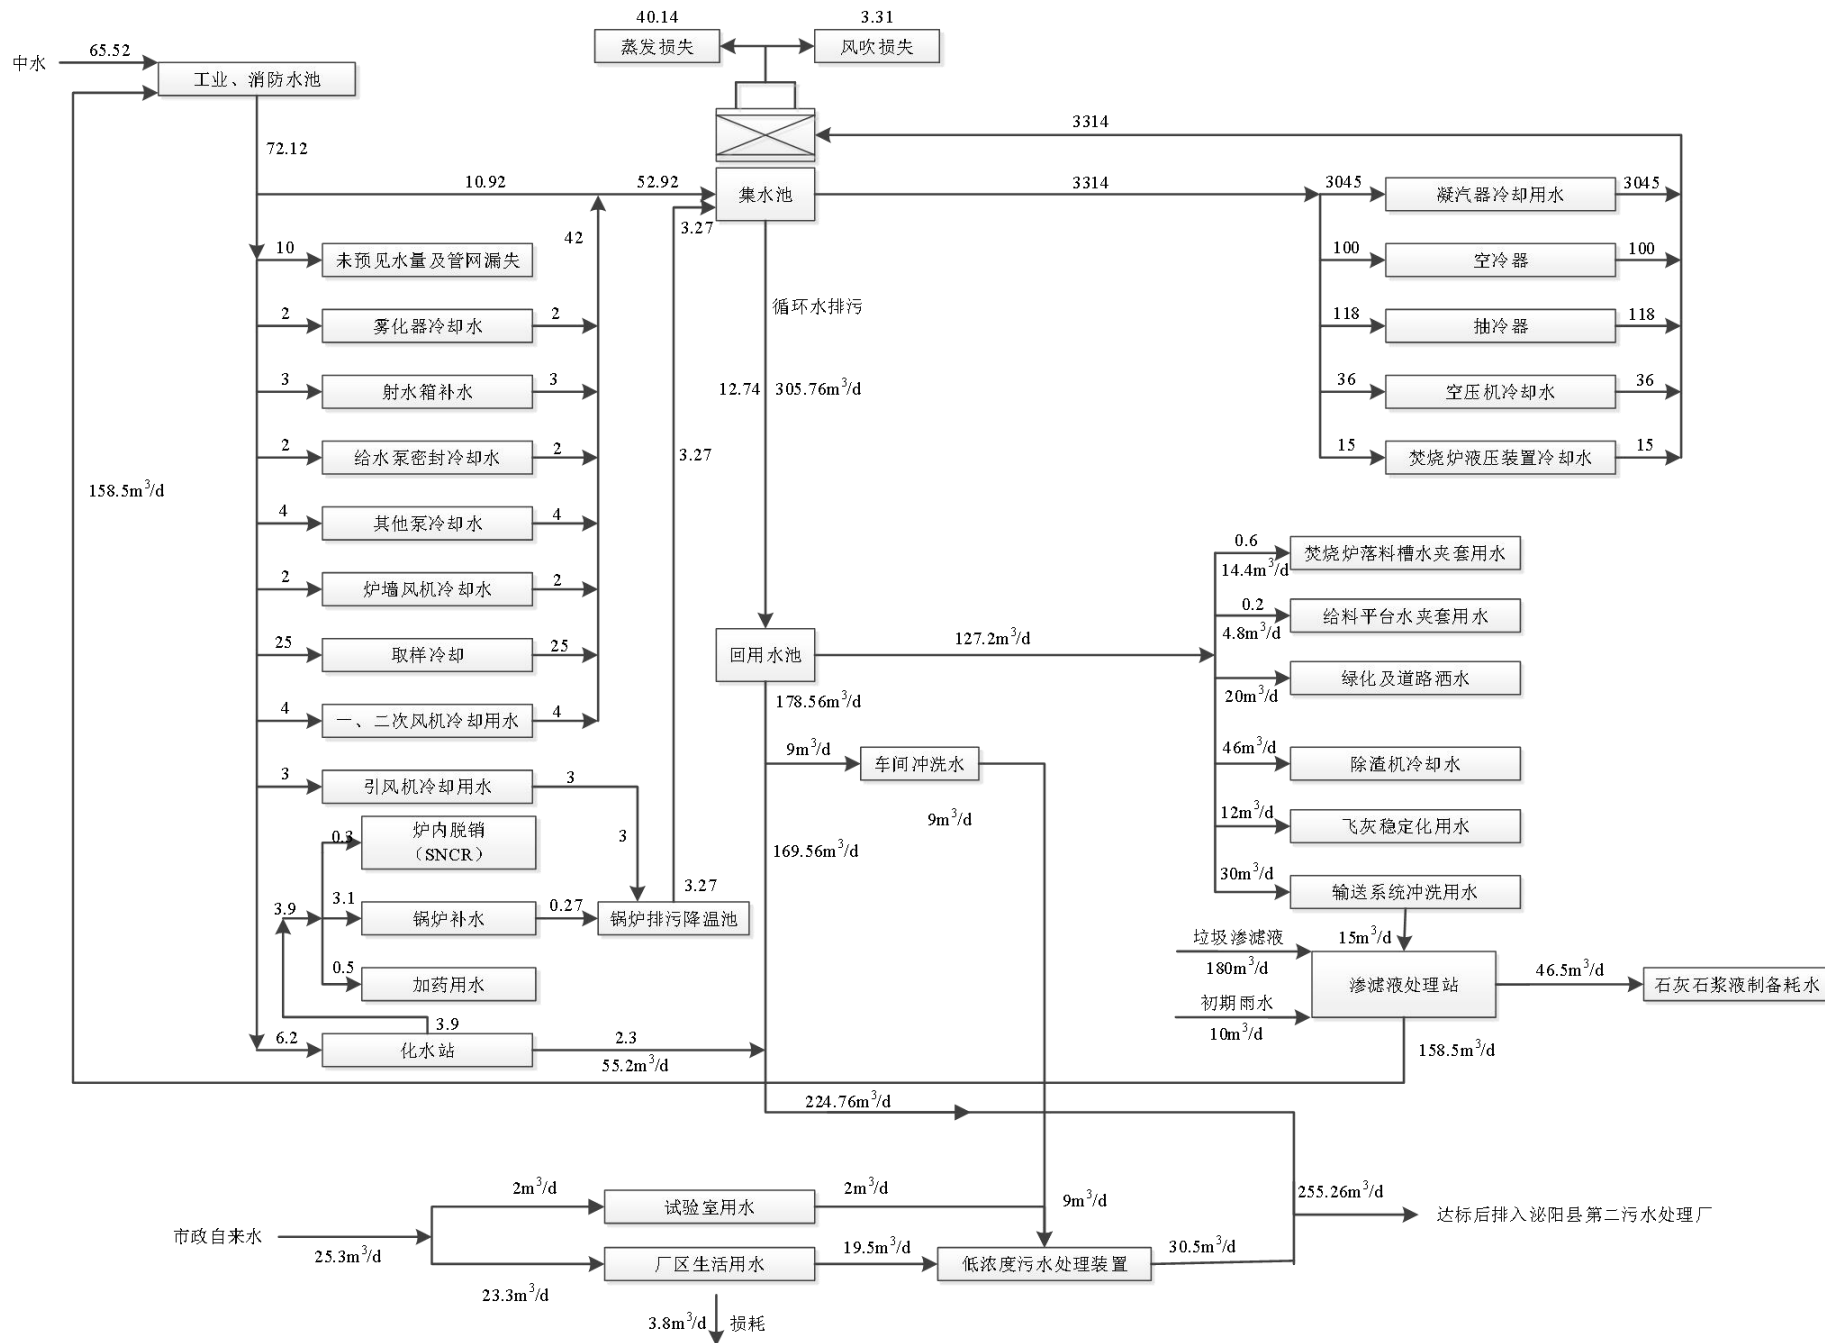 40.14
3.31
蒸发损失
风吹损失
中水
65.52
工业、消防水池
72.12
3314
10.92
52.92
集水池
3314
3045
凝汽器冷却用水
3045
3.27
42
10
未预见水量及管网漏失
100
空冷器
100
2
雾化器冷却水
2
循环水排污
118
抽冷器
118
3
射水箱补水
3
12.74
305.76m³/d
36
空压机冷却水
36
2
给水泵密封冷却水
2
3.27
15
焚烧炉液压装置冷却水
15
158.5m³/d
4
其他泵冷却水
4
0.6
14.4m³/d
焚烧炉落料槽水夹套用水
2
炉墙风机冷却水
2
0.2
4.8m³/d
给料平台水夹套用水
25
取样冷却
25
回用水池
127.2m³/d
20m³/d
绿化及道路洒水
178.56m³/d
4
一、二次风机冷却用水
4
9m³/d
车间冲洗水
46m³/d
除渣机冷却水
3
引风机冷却用水
3
9m³/d
12m³/d
飞灰稳定化用水
0.3
炉内脱销
（SNCR）
3
169.56m³/d
30m³/d
输送系统冲洗用水
3.9
3.1
锅炉补水
0.27
锅炉排污降温池
3.27
15m³/d
垃圾渗滤液
180m³/d
渗滤液处理站
46.5m³/d
石灰石浆液制备耗水
0.5
加药用水
初期雨水
10m³/d
3.9
6.2
化水站
2.3
55.2m³/d
158.5m³/d
224.76m³/d
2m³/d
试验室用水
2m³/d
9m³/d
255.26m³/d
达标后排入泌阳县第二污水处理厂
市政自来水
25.3m³/d
23.3m³/d
厂区生活用水
19.5m³/d
低浓度污水处理装置
30.5m³/d
3.8m³/d
损耗